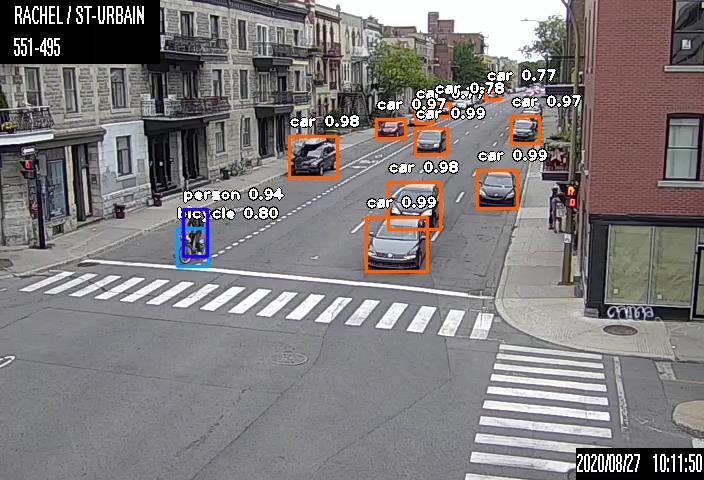 RACHEL / ST-URBAIN
551-495
car 0.77
car 0.78
car 0.97
car 0.97
car 0.99
car 0.98
car 0.99
car 0.98
person 0.94
bicycle 0.80
car 0.99
2020/08/27 10:11:50